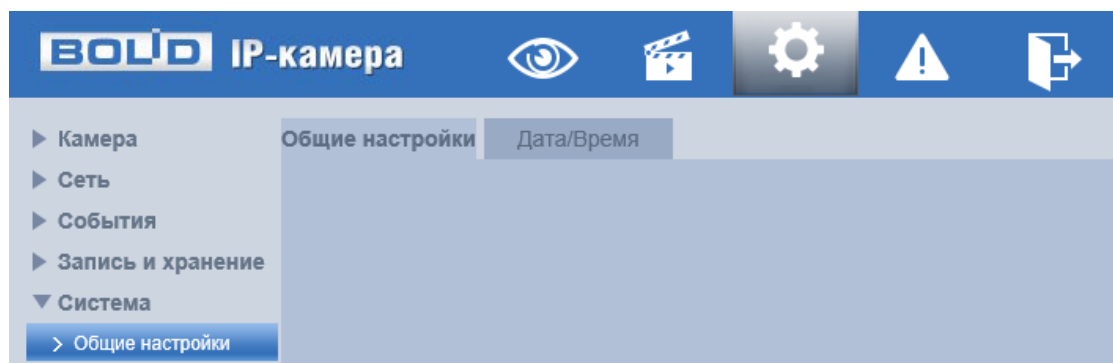 BOLID IP-камера
Камера
Общие настройки Дата/Время
Сеть
События
Запись и хранение
Система
> Общие настройки